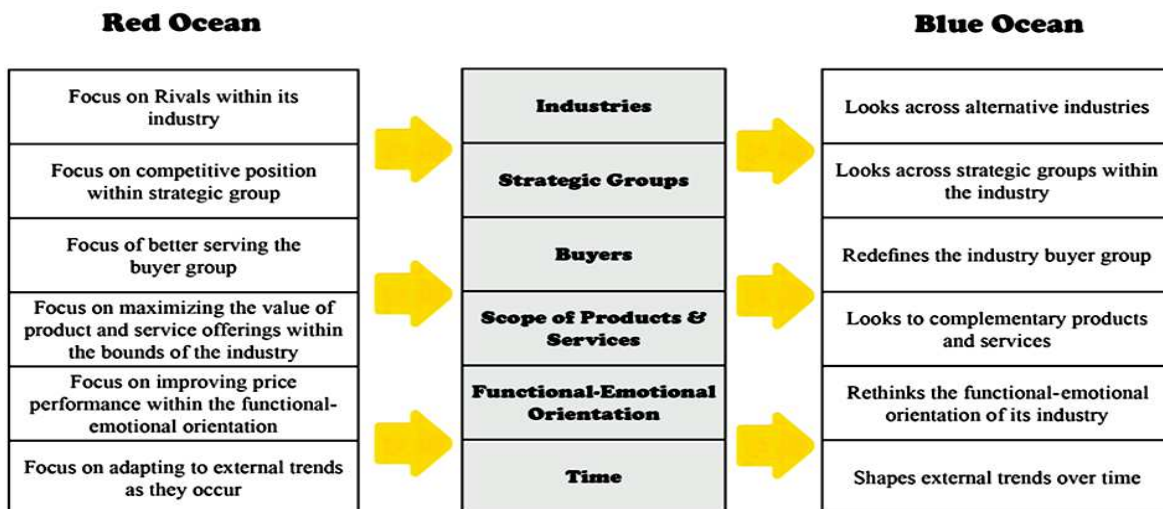 Red Ocean
Blue Ocean
Focus on Rivals within its
industry
Industries
Looks across alternative industries
Focus on competitive position
within strategic group
Strategic Groups
Looks across strategic groups within
the industry
Focus of better serving the
buyer group
Buyers
Redefines the industry buyer group
Focus on maximizing the value of
product and service offerings within
the bounds of the industry
Scope of Products &
Services
Looks to complementary products
and services
Focus on improving price
performance within the functional-
emotional orientation
Functional-Emotional
Orientation
Rethinks the functional-emotional
orientation of its industry
Focus on adapting to external trends
as they occur
Time
Shapes external trends over time